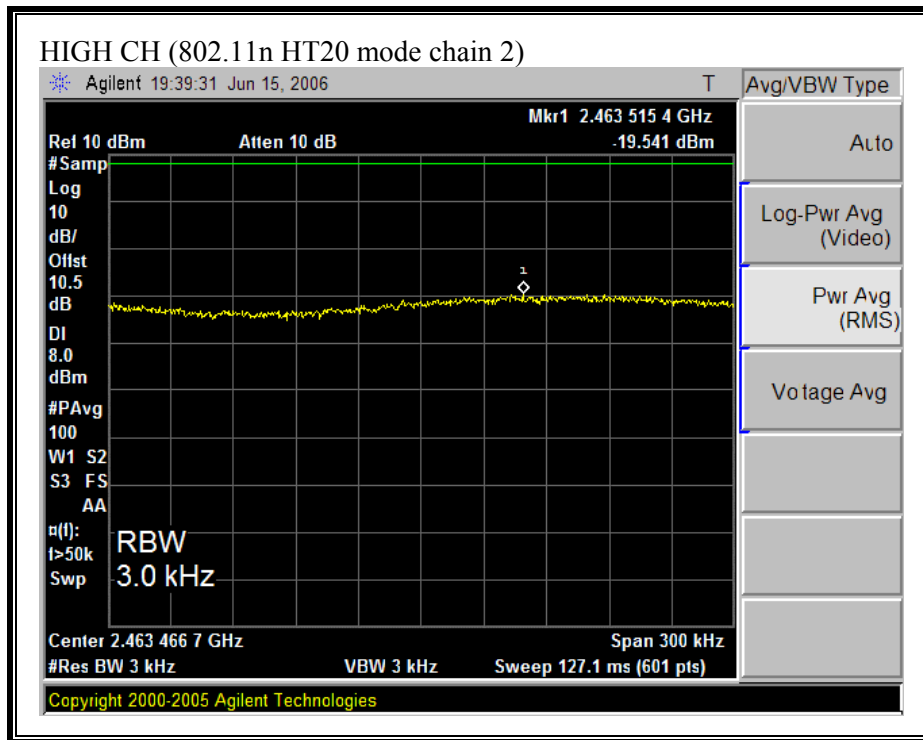 HIGH CH (802.11n HT20 mode chain 2)
Agilent 19:39:31 Jun 15, 2006 T
Mkr1 2.463 515 4 GHz
Ref 10 dBm Atten 10 dB -19.541 dBm
#Samp
Log
10
dB/
Offst
10.5
dB
DI
8.0
dBm
#PAvg
100
W1 S2
S3 FS
AA
¤(f):
f>50k
Swp
1
RBW
3.0 kHz
Center 2.463 466 7 GHz Span 300 kHz
#Res BW 3 kHz VBW 3 kHz Sweep 127.1 ms (601 pts)
Copyright 2000-2005 Agilent Technologies
Avg/VBW Type
Auto
Log-Pwr Avg
(Video)
Pwr Avg
(RMS)
Vo tage Avg